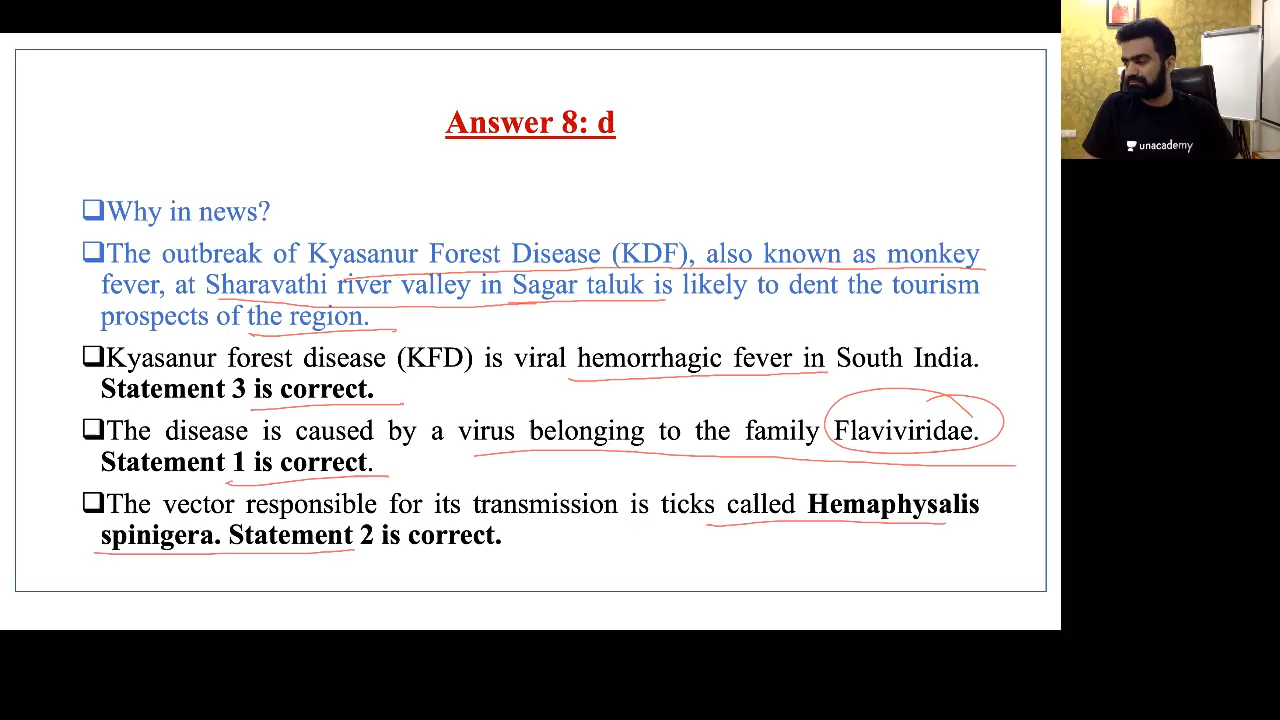 Answer 8: d
❑Why in news?
❑The outbreak of Kyasanur Forest Disease (KDF), also known as monkey
fever, at Sharavathi river valley in Sagar taluk is likely to dent the tourism
prospects of the region.
❑Kyasanur forest disease (KFD) is viral hemorrhagic fever in South India.
Statement 3 is correct.
❑The disease is caused by a virus belonging to the family Flaviviridae.
Statement 1 is correct.
❑The vector responsible for its transmission is ticks called Hemaphysalis
spinigera. Statement 2 is correct.
unacademy